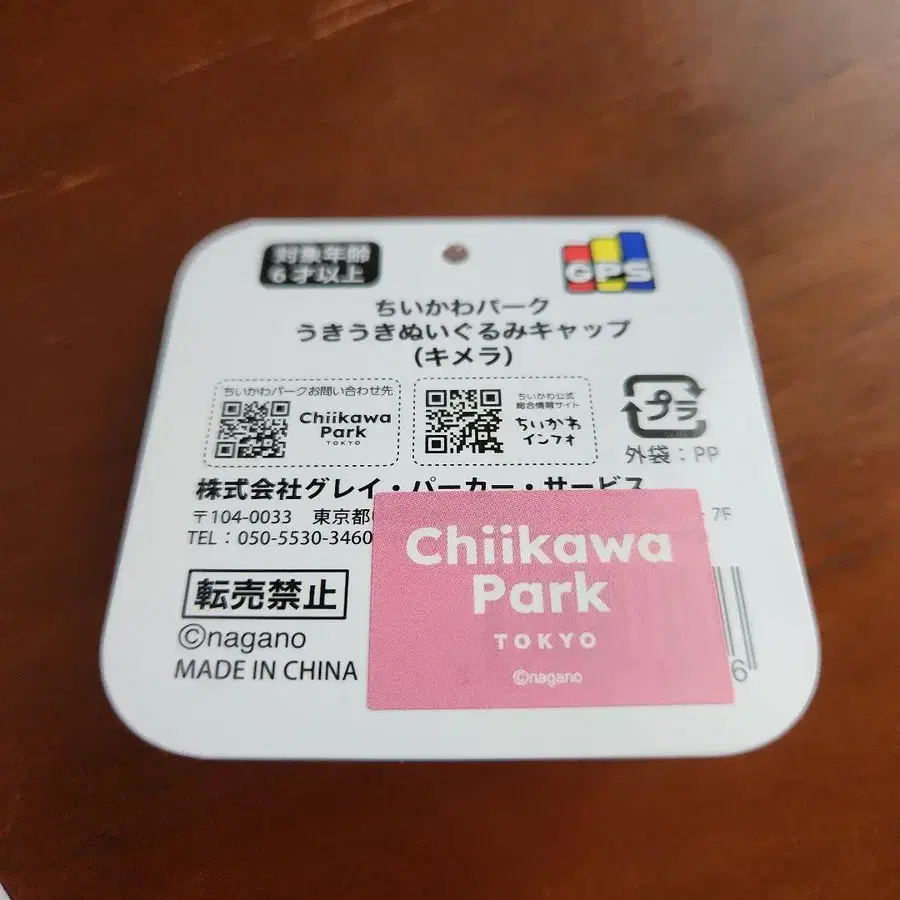 対象年齢
6才以上
GPS
ちいかわパーク
うきうきぬいぐるみキャップ
(キメラ)
ちいかわパークお問い合わせ先
Chiikawa
Park
TOKYO
ちいかわ公式
総合情報サイト
ちいかわ
インフォ
プラ
外袋：PP
株式会社グレイ・パーカー・サービス
〒104-0033 東京都 7F
TEL：050-5530-3460
転売禁止
©nagano
MADE IN CHINA
Chiikawa
Park
TOKYO
©nagano
6